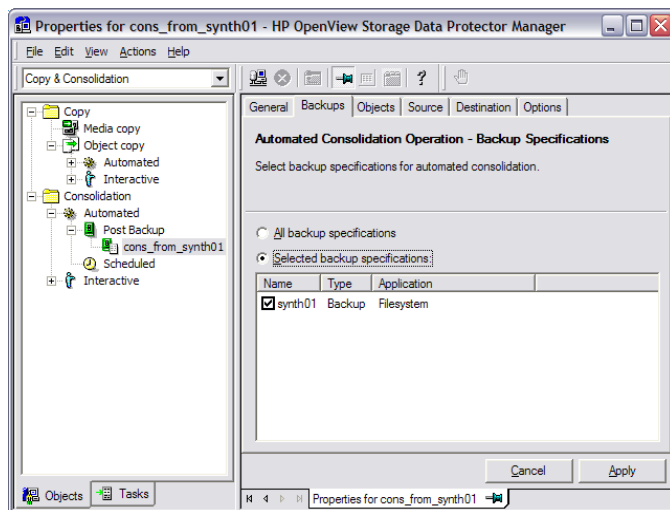 Properties for cons_from_synth01 - HP OpenView Storage Data Protector Manager
File Edit View Actions Help
Copy & Consolidation
Copy
Media copy
Object copy
Automated
Interactive
Consolidation
Automated
Post Backup
cons_from_synth01
Scheduled
Interactive
Objects Tasks
General Backups Objects Source Destination Options
Automated Consolidation Operation - Backup Specifications
Select backup specifications for automated consolidation.
All backup specifications
Selected backup specifications:
Name Type Application
synth01 Backup Filesystem
Cancel Apply
Properties for cons_from_synth01